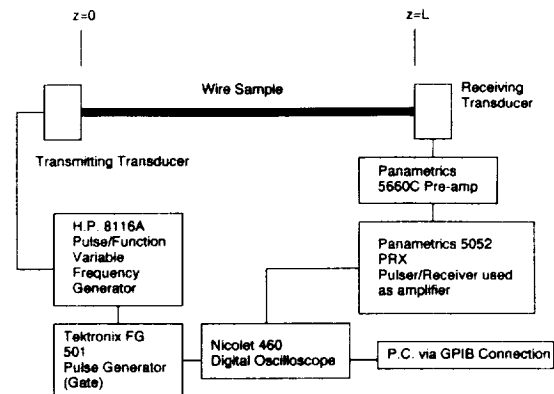 z=0
z=L
Wire Sample
Receiving
Transducer
Transmitting Transducer
Panametrics
5660C Pre-amp
H.P. 8116A
Pulse/Function
Variable
Frequency
Generator
Panametrics 5052
PRX
Pulser/Receiver used
as amplifier
Tektronix FG
501
Pulse Generator
(Gate)
Nicolet 460
Digital Oscilloscope
P.C. via GPIB Connection